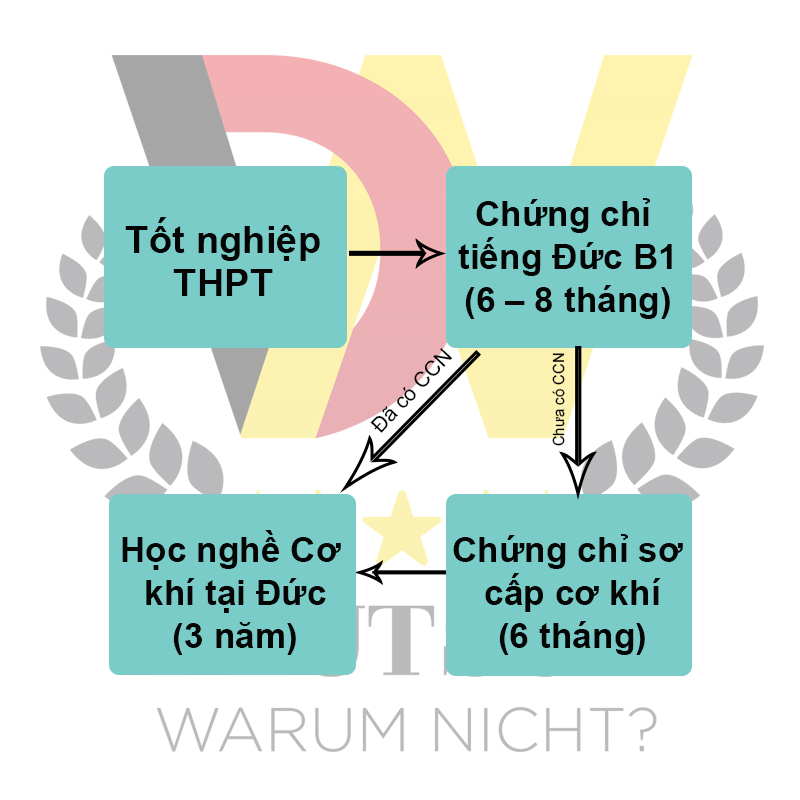 Tốt nghiệp
THPT
Chứng chỉ
tiếng Đức B1
(6 – 8 tháng)
Đã có CCN
Chưa có CCN
Học nghề Cơ
khí tại Đức
(3 năm)
Chứng chỉ sơ
cấp cơ khí
(6 tháng)
WARUM NICHT?